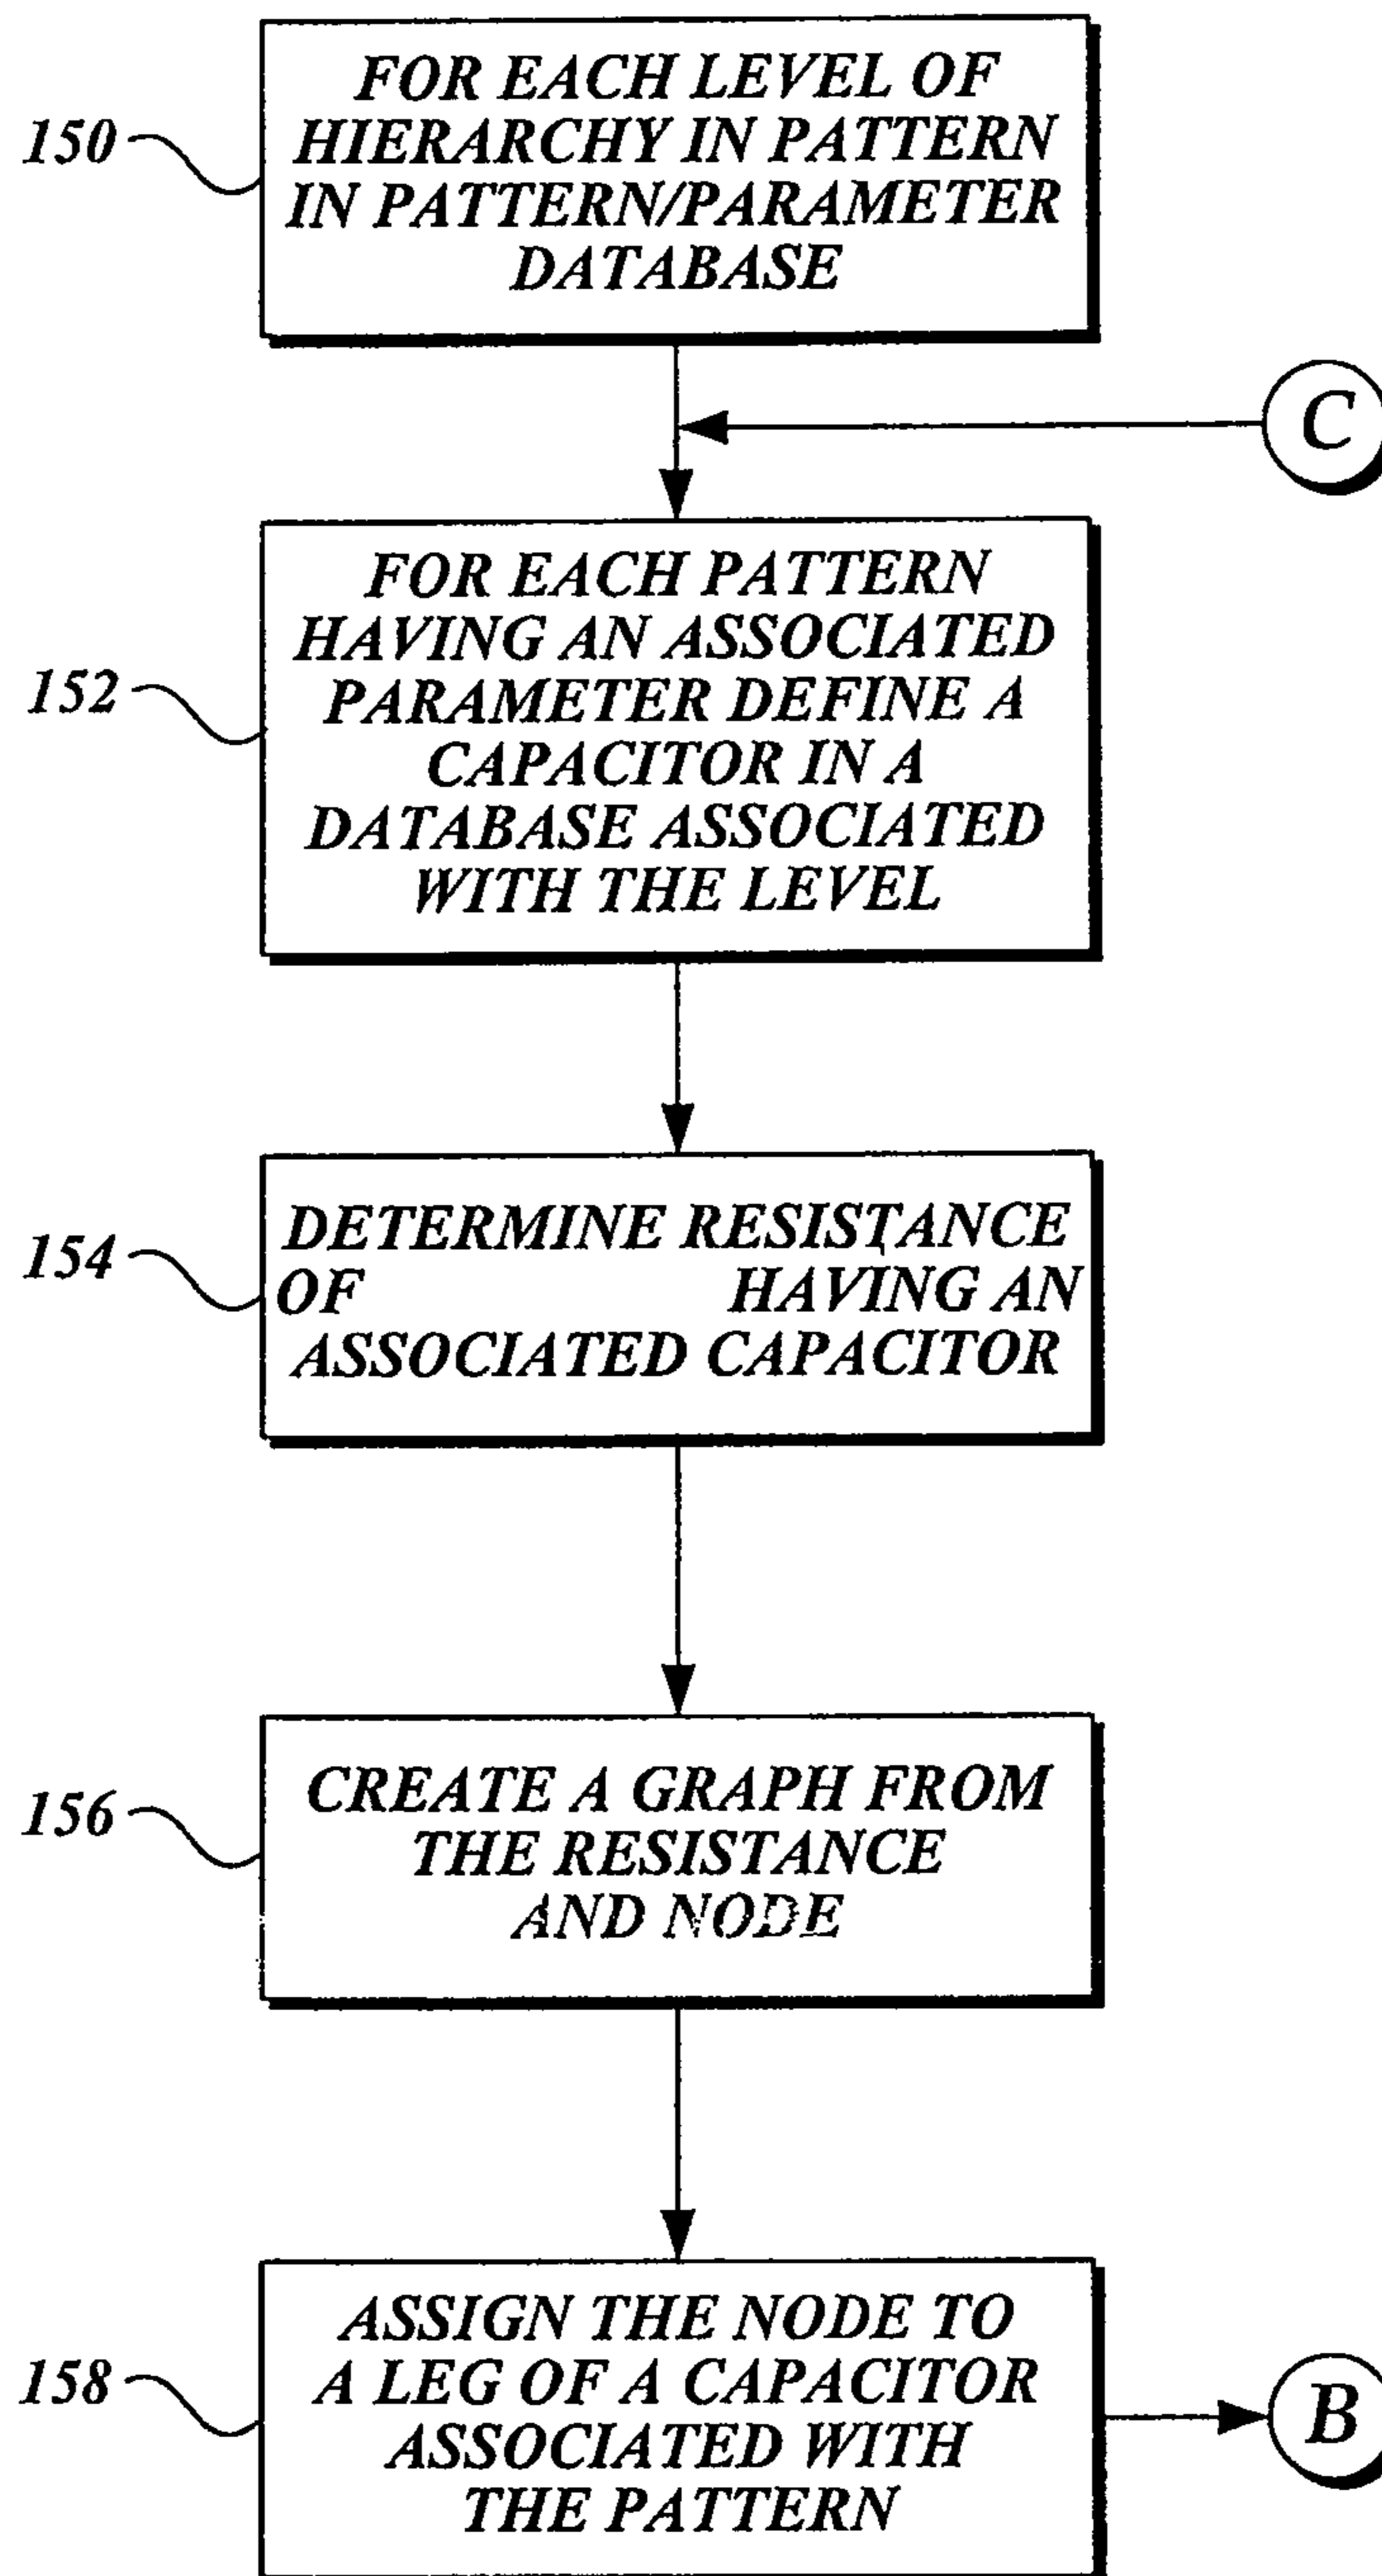 FOR EACH LEVEL OF
HIERARCHY IN PATTERN
IN PATTERN/PARAMETER
DATABASE
150
C
FOR EACH PATTERN
HAVING AN ASSOCIATED
PARAMETER DEFINE A
CAPACITOR IN A
DATABASE ASSOCIATED
WITH THE LEVEL
152
DETERMINE RESISTANCE
OF HAVING AN
ASSOCIATED CAPACITOR
154
CREATE A GRAPH FROM
THE RESISTANCE
AND NODE
156
ASSIGN THE NODE TO
A LEG OF A CAPACITOR
ASSOCIATED WITH
THE PATTERN
158
B